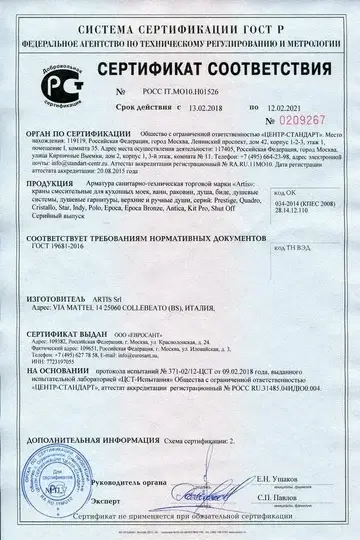 СИСТЕМА СЕРТИФИКАЦИИ ГОСТ Р
ФЕДЕРАЛЬНОЕ АГЕНТСТВО ПО ТЕХНИЧЕСКОМУ РЕГУЛИРОВАНИЮ И МЕТРОЛОГИИ
Добровольная
сертификация
СЕРТИФИКАТ СООТВЕТСТВИЯ
№ РОСС IT.МО10.Н01526
Срок действия с 13.02.2018 по 12.02.2021
№ 0209267
ОРГАН ПО СЕРТИФИКАЦИИ Общество с ограниченной ответственностью «ЦЕНТР-СТАНДАРТ». Место
нахождения: 119119, Российская Федерация, город Москва, Ленинский проспект, дом 42, корпус 1-2-3, этаж 1,
помещение I, комната 35. Адрес места осуществления деятельности: 117405, Российская Федерация, город Москва,
улица Кирпичные Выемки, дом 2, корпус 1, 3-й этаж, комната № 11. Телефон: +7(495) 664-23-98, адрес электронной
почты: info@standart-centr.ru. Аттестат аккредитации регистрационный № RA.RU.11МО10. Дата регистрации
аттестата аккредитации: 20.08.2015 года
ПРОДУКЦИЯ Арматура санитарно-техническая торговой марки «Artis»:
краны смесительные для кухонных моек, ванн, раковин, душа, биде, душевые
системы, душевые гарнитуры, верхние и ручные души, серий: Prestige, Quadro,
Cristallo, Star, Indy, Polo, Epoca, Epoca Bronze, Antica, Kit Pro, Shut Off
Серийный выпуск
код ОК
034-2014 (КПЕС 2008)
28.14.12.110
СООТВЕТСТВУЕТ ТРЕБОВАНИЯМ НОРМАТИВНЫХ ДОКУМЕНТОВ
ГОСТ 19681-2016
код ТН ВЭД
ИЗГОТОВИТЕЛЬ ARTIS Srl
Адрес: VIA MATTEI, 14 25060 COLLEBEATO (BS), ИТАЛИЯ,
СЕРТИФИКАТ ВЫДАН ООО «ЕВРОСАНТ»
Адрес: 109382, Российская Федерация, г. Москва, ул. Краснодонская, д. 24.
Фактический адрес: 109651, Российская Федерация, г. Москва, ул. Иловайская, д. 3.
Телефон: +7 (495) 627 78 58, E-mail: info@eurosant.su.
ИНН: 7723197055
НА ОСНОВАНИИ протокола испытаний № 371-02/12-ЦСТ от 09.02.2018 года, выданного
испытательной лабораторией «ЦСТ-Испытания» Общества с ограниченной ответственностью
«ЦЕНТР-СТАНДАРТ», аттестат аккредитации регистрационный № РОСС RU.31485.04ИДЮ0.004
ДОПОЛНИТЕЛЬНАЯ ИНФОРМАЦИЯ Схема сертификации: 2.
Для
сертификатов
Руководитель органа
Е.Н. Ушаков
Эксперт
С.П. Павлов
Сертификат не применяется при обязательной сертификации